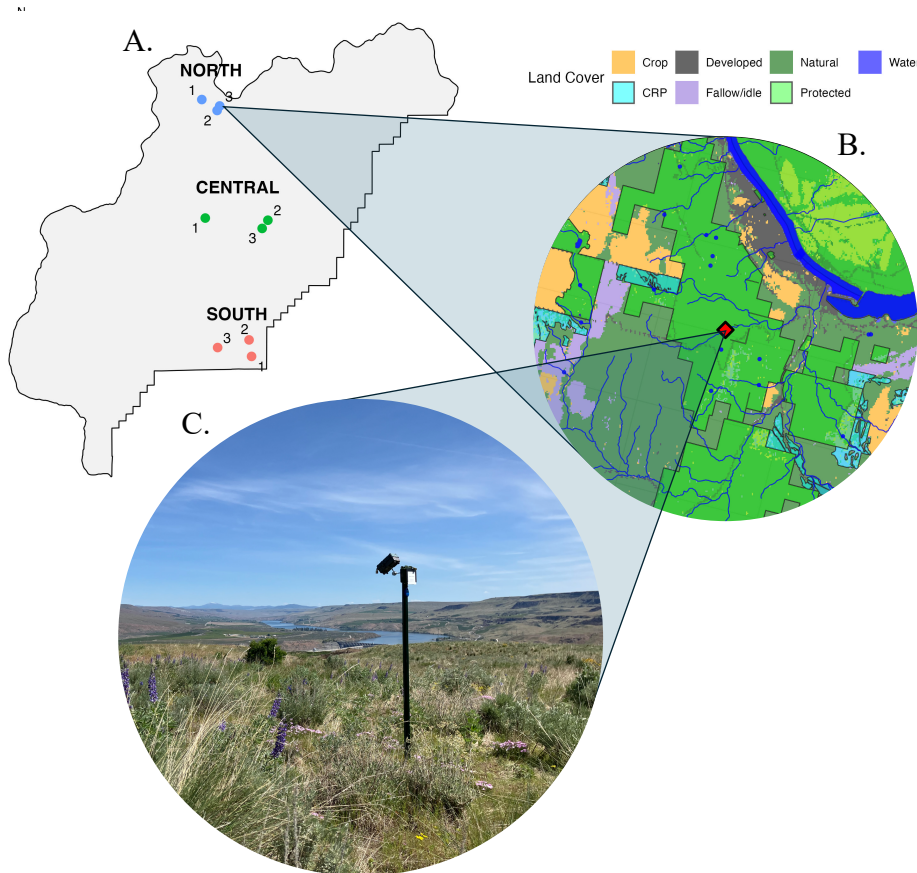 N
A.
NORTH
1
3
2
CENTRAL
2
1
3
SOUTH
2
3
1
Land Cover
Crop
Developed
Natural
Water
CRP
Fallow/idle
Protected
B.
C.